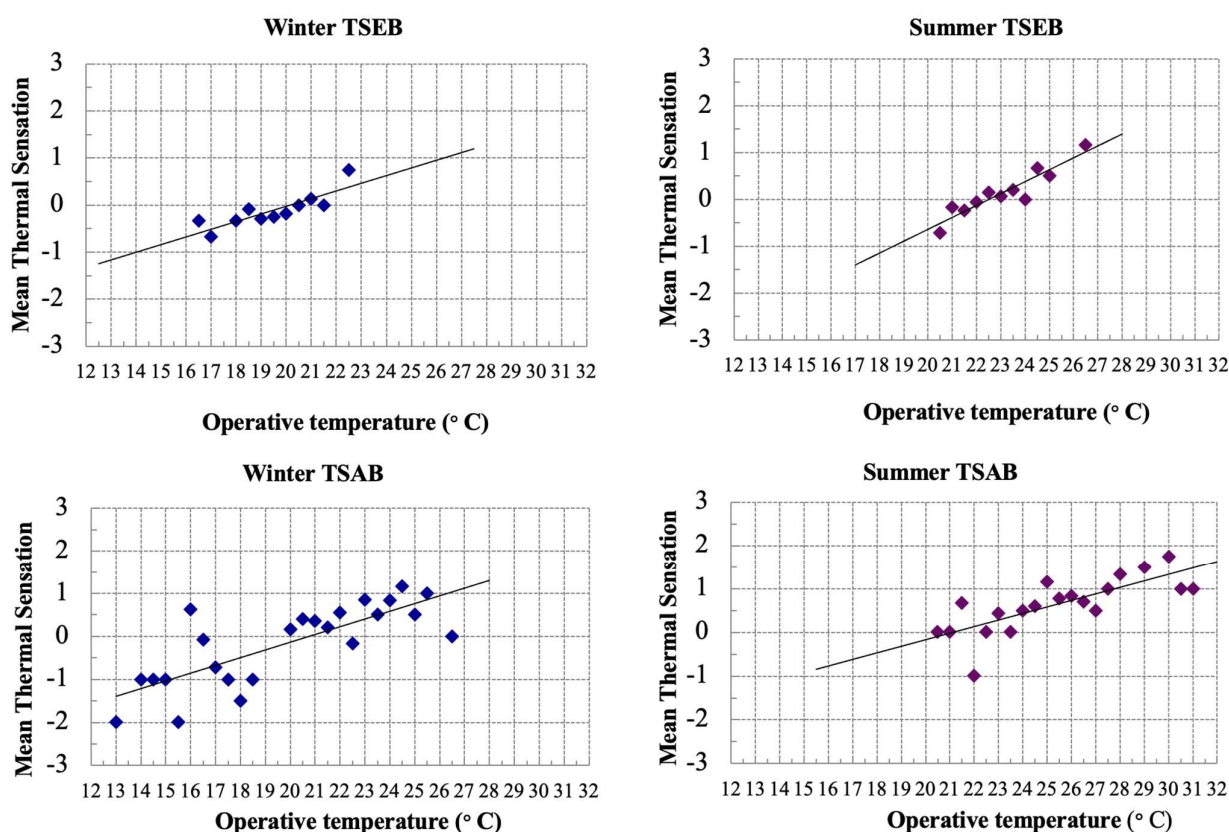 Winter TSEB
Mean Thermal Sensation
3
2
1
0
-1
-2
-3
12 13 14 15 16 17 18 19 20 21 22 23 24 25 26 27 28 29 30 31 32
Operative temperature (° C)
Summer TSEB
Mean Thermal Sensation
3
2
1
0
-1
-2
-3
12 13 14 15 16 17 18 19 20 21 22 23 24 25 26 27 28 29 30 31 32
Operative temperature (° C)
Winter TSAB
Mean Thermal Sensation
3
2
1
0
-1
-2
-3
12 13 14 15 16 17 18 19 20 21 22 23 24 25 26 27 28 29 30 31 32
Operative temperature (° C)
Summer TSAB
Mean Thermal Sensation
3
2
1
0
-1
-2
-3
12 13 14 15 16 17 18 19 20 21 22 23 24 25 26 27 28 29 30 31 32
Operative temperature (° C)